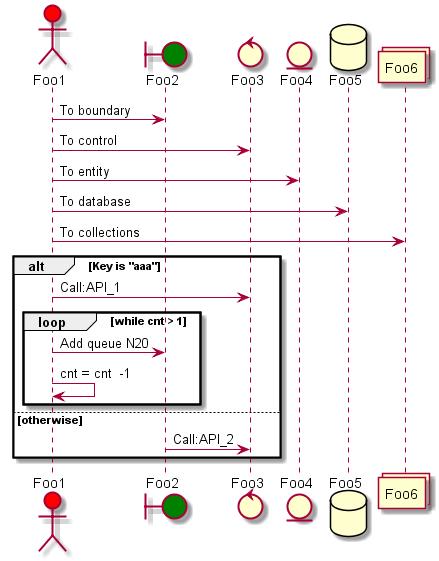 Foo1 Foo2 Foo3 Foo4 Foo5 Foo6
To boundary
To control
To entity
To database
To collections
alt [Key is "aaa"]
Call:API_1
loop [while cnt > 1]
Add queue N20
cnt = cnt -1
[otherwise]
Call:API_2
Foo1 Foo2 Foo3 Foo4 Foo5 Foo6